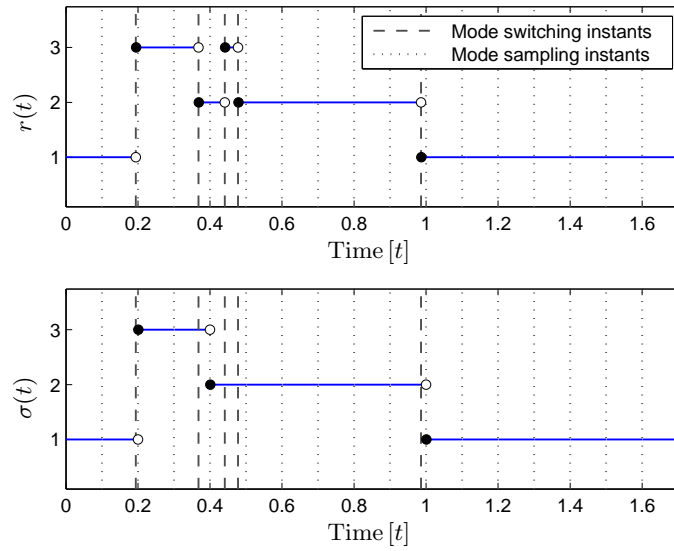 Mode switching instants
Mode sampling instants
3
2
1
r(t)
0 0.2 0.4 0.6 0.8 1 1.2 1.4 1.6
Time [t]
3
2
1
σ(t)
0 0.2 0.4 0.6 0.8 1 1.2 1.4 1.6
Time [t]